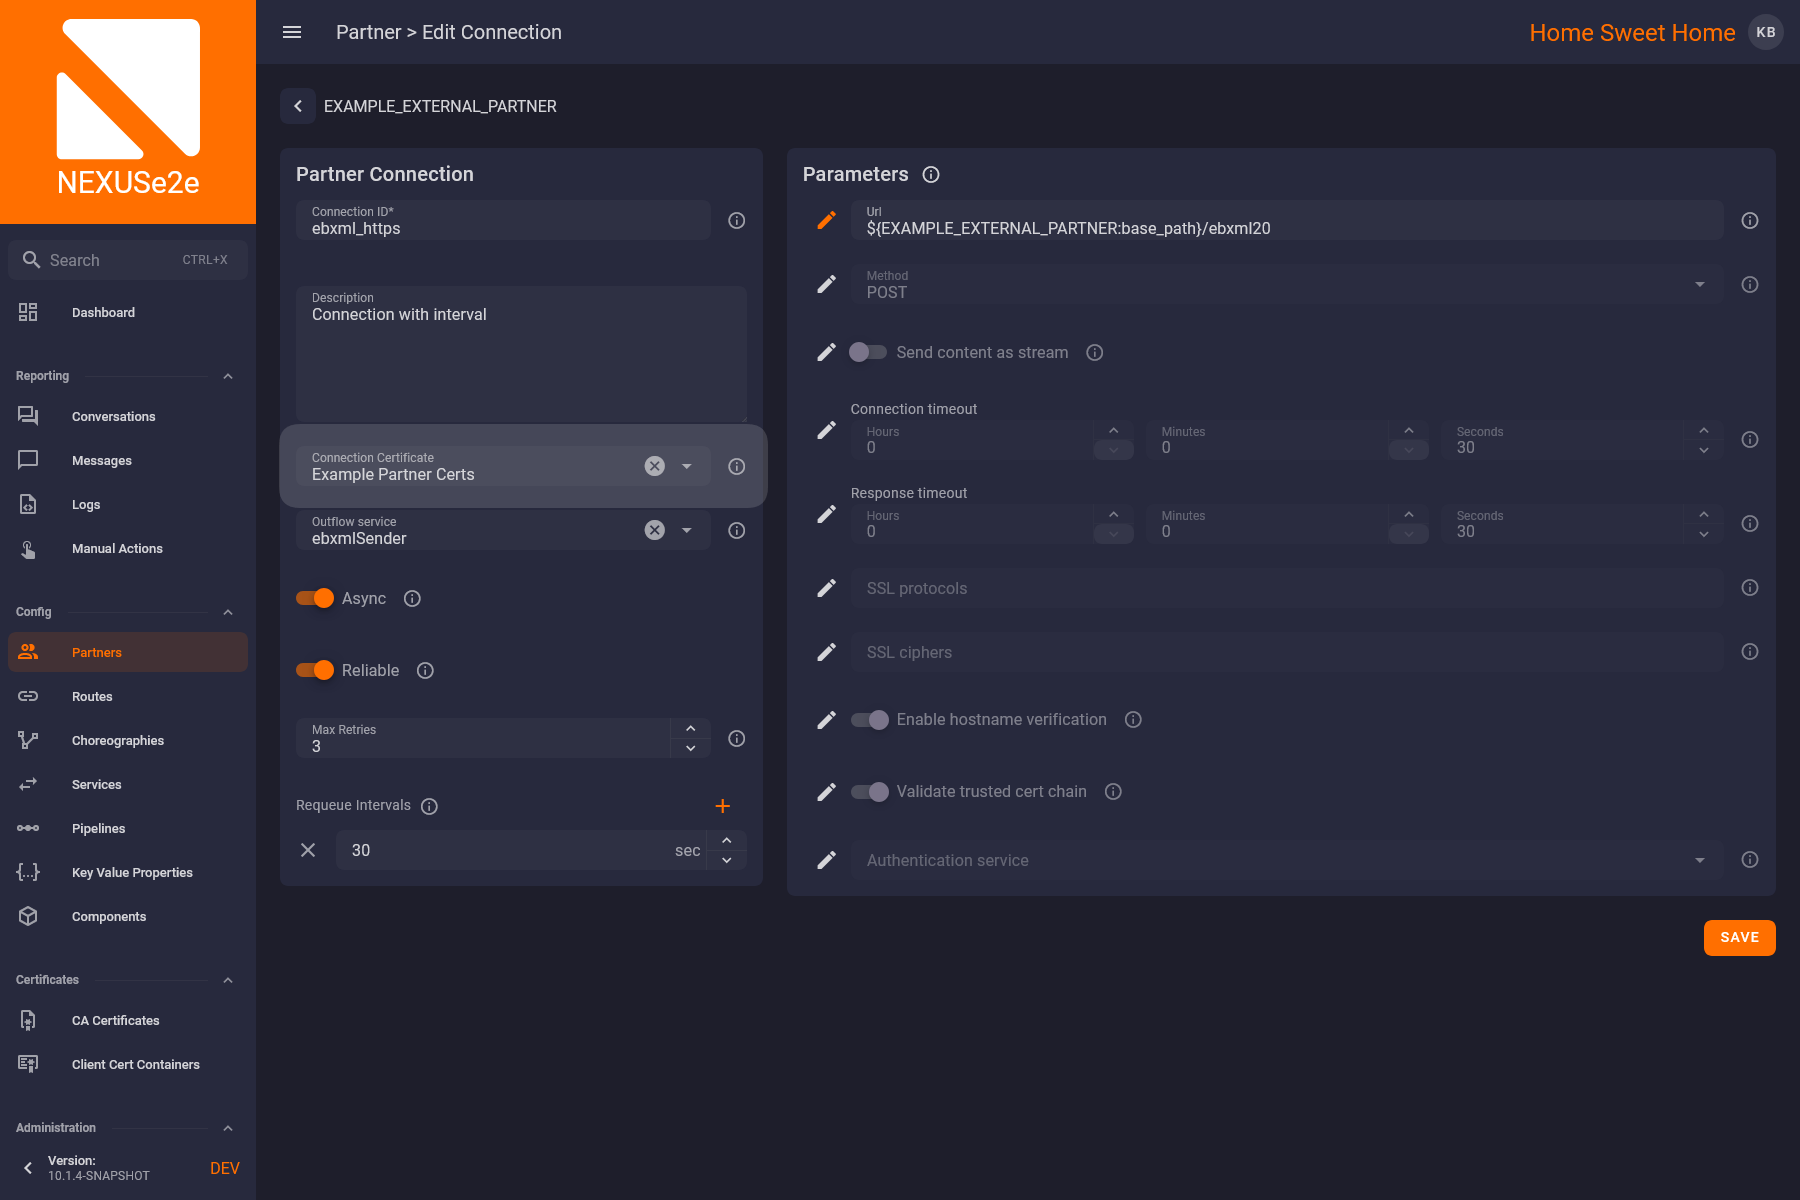 NEXUSe2e
Search CTRL+X
Dashboard
Reporting
Conversations
Messages
Logs
Manual Actions
Config
Partners
Routes
Choreographies
Services
Pipelines
{...} Key Value Properties
Components
Certificates
CA Certificates
Client Cert Containers
Administration
Version:
10.1.4-SNAPSHOT
DEV
Partner > Edit Connection
Home Sweet Home KB
EXAMPLE_EXTERNAL_PARTNER
Partner Connection
Connection ID*
ebxml_https
Description
Connection with interval
Connection Certificate
Example Partner Certs
Outflow service
ebxmlSender
Async
Reliable
Max Retries
3
Requeue Intervals
30 sec
Parameters
Url
${EXAMPLE_EXTERNAL_PARTNER:base_path}/ebxml20
Method
POST
Send content as stream
Connection timeout
Hours Minutes Seconds
0 0 30
Response timeout
Hours Minutes Seconds
0 0 30
SSL protocols
SSL ciphers
Enable hostname verification
Validate trusted cert chain
Authentication service
SAVE